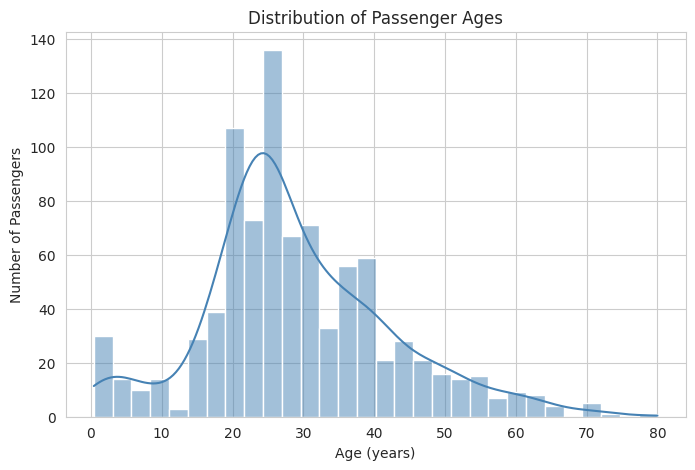 Distribution of Passenger Ages
Number of Passengers
140
120
100
80
60
40
20
0
0 10 20 30 40 50 60 70 80
Age (years)